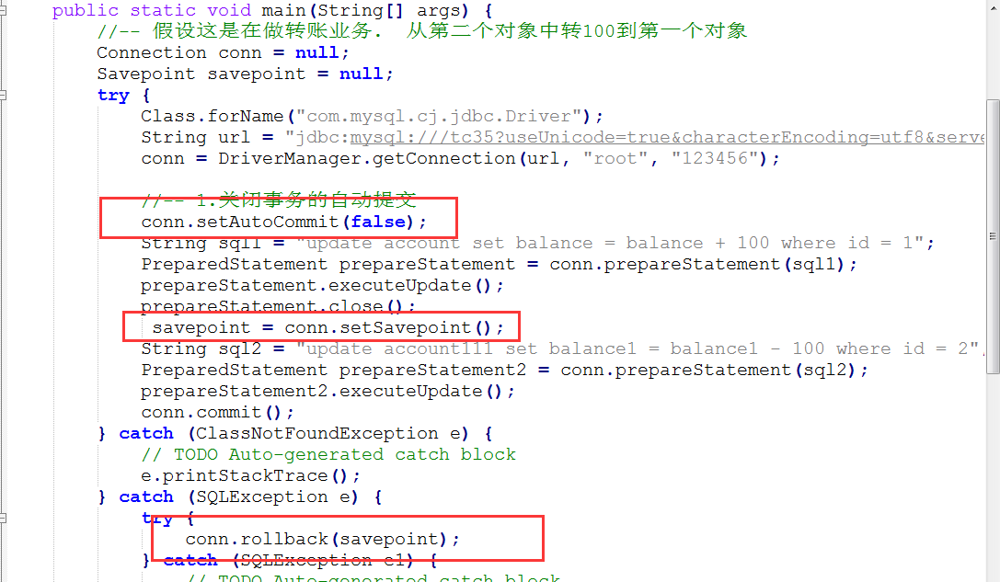 public static void main(String[] args) {
//-- 假设这是在做转账业务. 从第二个对象中转100到第一个对象
Connection conn = null;
Savepoint savepoint = null;
try {
Class.forName("com.mysql.cj.jdbc.Driver");
String url = "jdbc:mysql:///tc35?useUnicode=true&characterEncoding=utf8&serve
conn = DriverManager.getConnection(url, "root", "123456");
//-- 1.关闭事务的自动提交
conn.setAutoCommit(false);
String sql1 = "update account set balance = balance + 100 where id = 1";
PreparedStatement prepareStatement = conn.prepareStatement(sql1);
prepareStatement.executeUpdate();
prepareStatement.close();
savepoint = conn.setSavepoint();
String sql2 = "update account111 set balance1 = balance1 - 100 where id = 2";
PreparedStatement prepareStatement2 = conn.prepareStatement(sql2);
prepareStatement2.executeUpdate();
conn.commit();
} catch (ClassNotFoundException e) {
// TODO Auto-generated catch block
e.printStackTrace();
} catch (SQLException e) {
try {
conn.rollback(savepoint);
} catch (SQLException e1) {
// TODO Auto-generated catch block